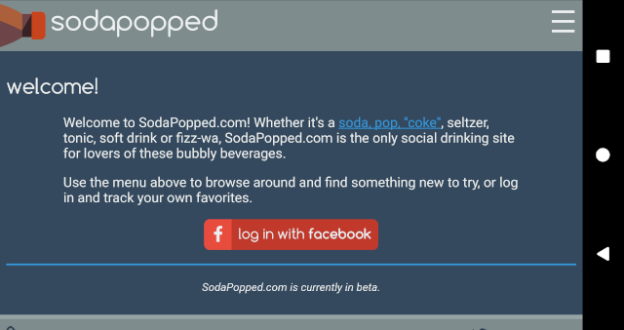 sodapopped
welcome!
Welcome to SodaPopped.com! Whether it's a soda, pop, "coke", seltzer,
tonic, soft drink or fizz-wa, SodaPopped.com is the only social drinking site
for lovers of these bubbly beverages.
Use the menu above to browse around and find something new to try, or log
in and track your own favorites.
f log in with facebook
SodaPopped.com is currently in beta.